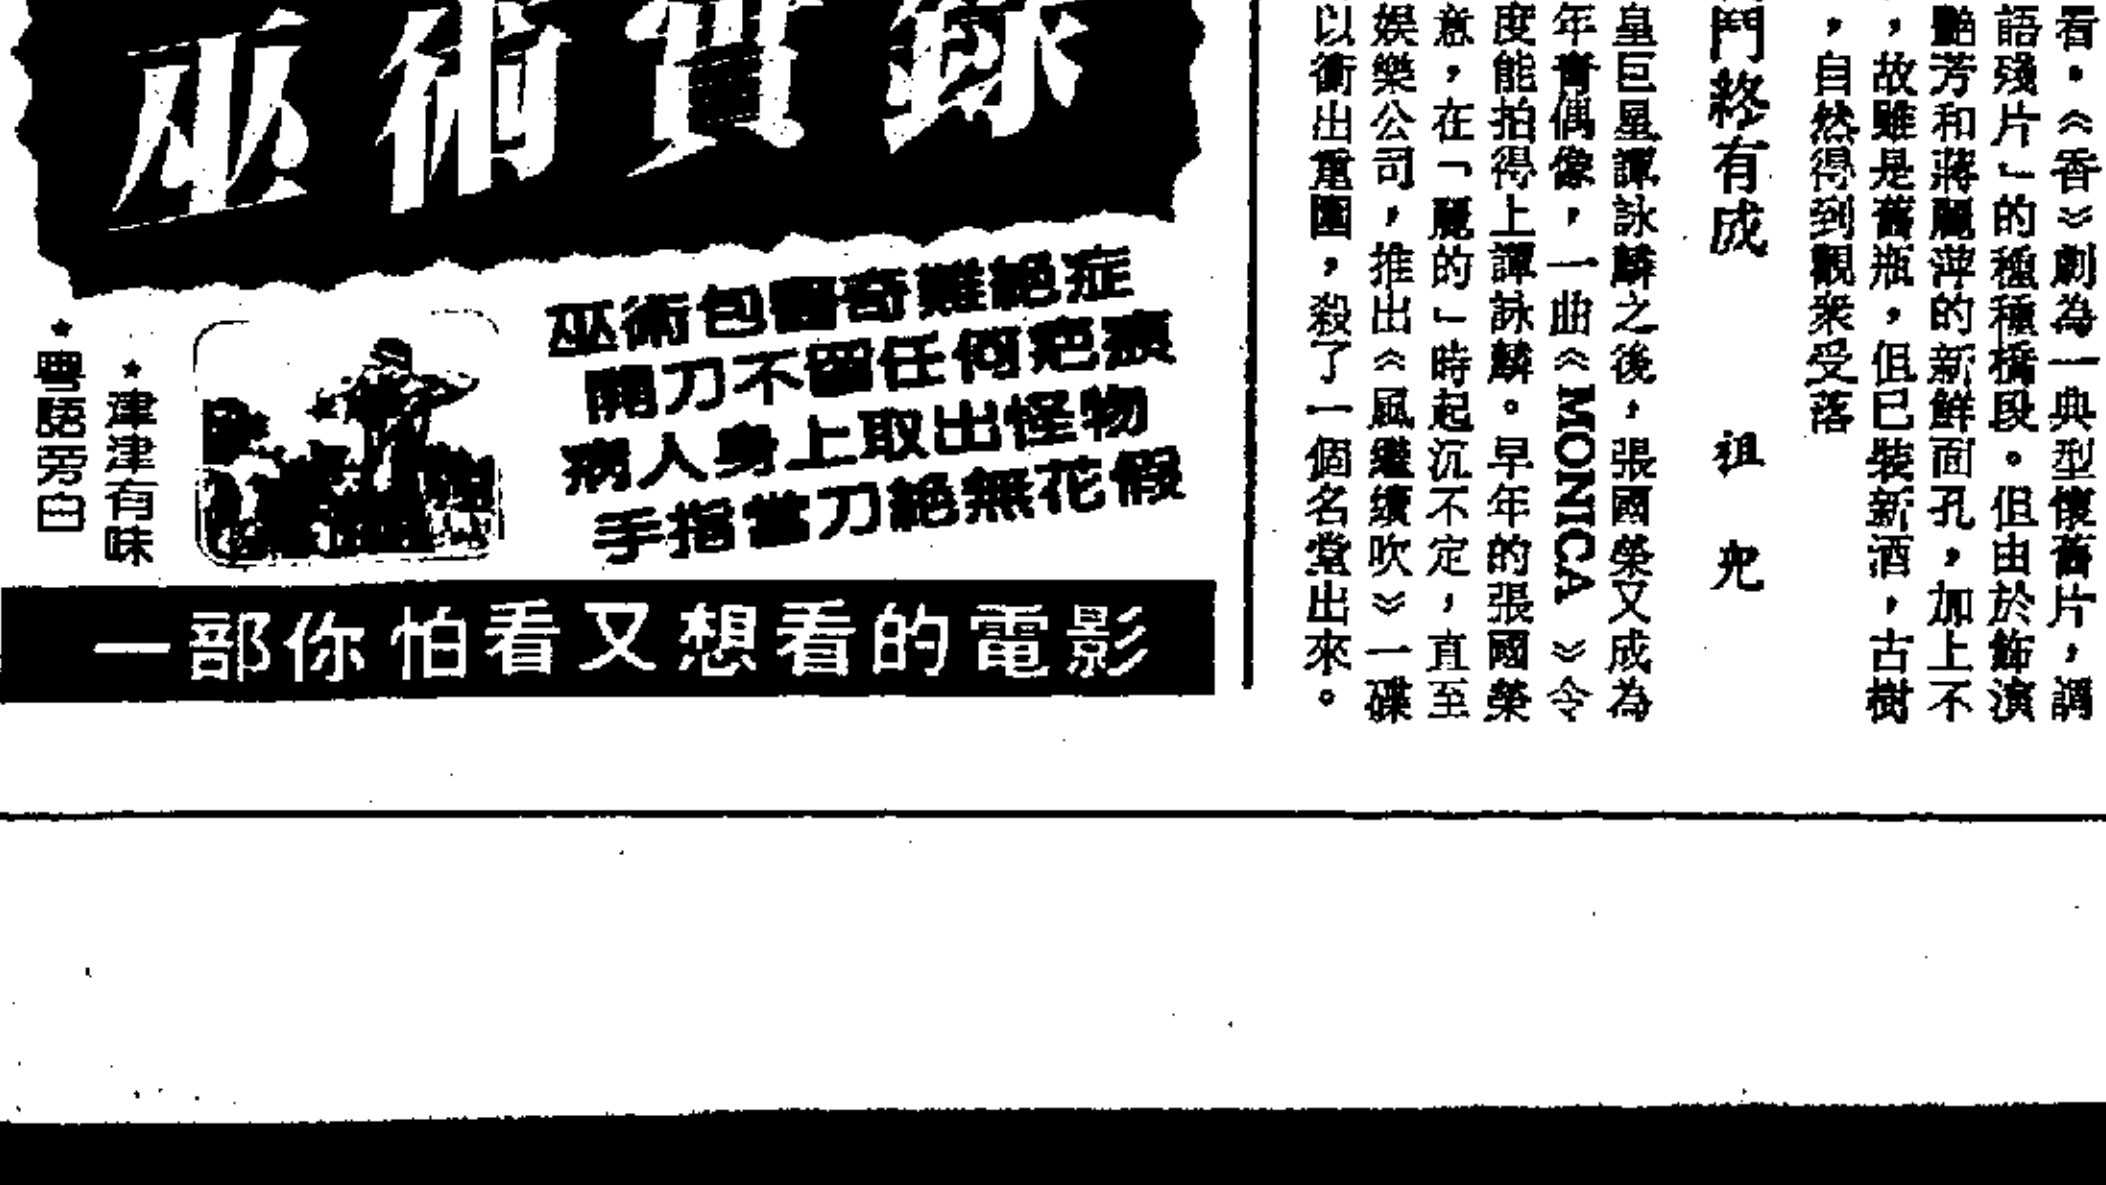 看。《香》劇為一典型懷舊片，調
語殘片」的種種橋段。但由於飾演
艷芳和蔣麗萍的新鮮面孔，加上不
，故雖是舊瓶，但已裝新酒，古樹
，自然得到觀衆受落
鬥終有成 祖 兜
皇巨星譚詠麟之後，張國榮又成為
年青偶像，一曲《MONICA》令
度能拍得上譚詠麟。早年的張國榮
意，在「麗的」時起沉不定，直至
娛樂公司，推出《風繼續吹》一碟
以衝出重圍，殺了一個名堂出來。
巫術實錄
巫術包醫奇難絕症
開刀不留任何疤痕
病人身上取出怪物
手指當刀絕無花假
★津津有味
★粵語旁白
一部你怕看又想看的電影